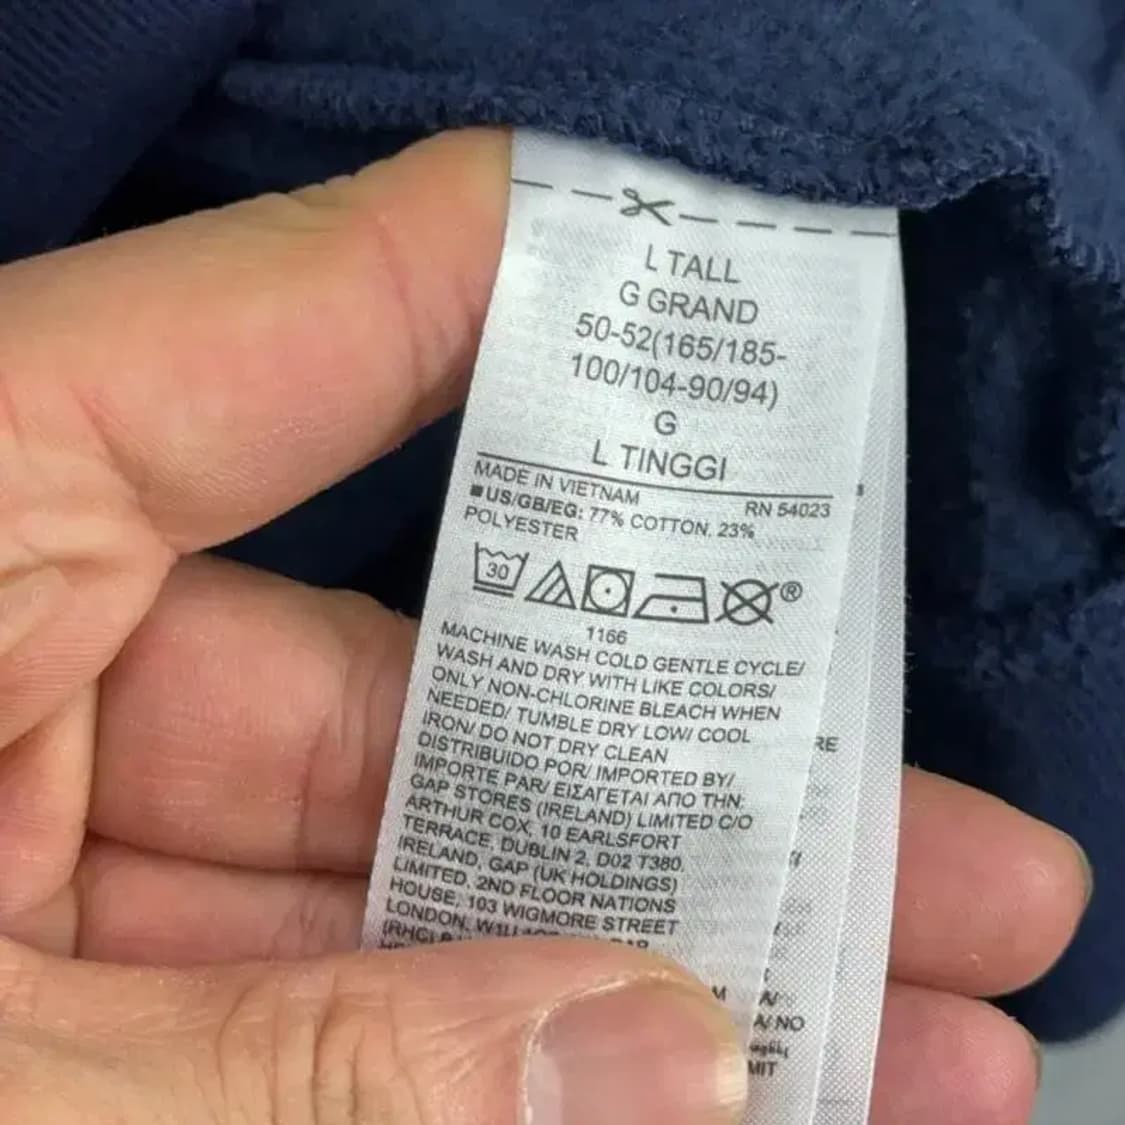 L TALL
G GRAND
50-52(165/185-
100/104-90/94)
G
L TINGGI
MADE IN VIETNAM
RN 54023
■US/GB/EG: 77% COTTON, 23%
POLYESTER
30
®
1166
MACHINE WASH COLD GENTLE CYCLE/
WASH AND DRY WITH LIKE COLORS/
ONLY NON-CHLORINE BLEACH WHEN
NEEDED/ TUMBLE DRY LOW/ COOL
IRON/ DO NOT DRY CLEAN
DISTRIBUIDO POR/ IMPORTED BY/
IMPORTE PAR/ ΕΙΣΑΓΕΤΑΙ ΑΠΟ ΤΗΝ:
GAP STORES (IRELAND) LIMITED C/O
ARTHUR COX, 10 EARLSFORT
TERRACE, DUBLIN 2, D02 T380,
IRELAND, GAP (UK HOLDINGS)
LIMITED, 2ND FLOOR NATIONS
HOUSE, 103 WIGMORE STREET
LONDON,
RE
M
A/
A/ NO
MIT